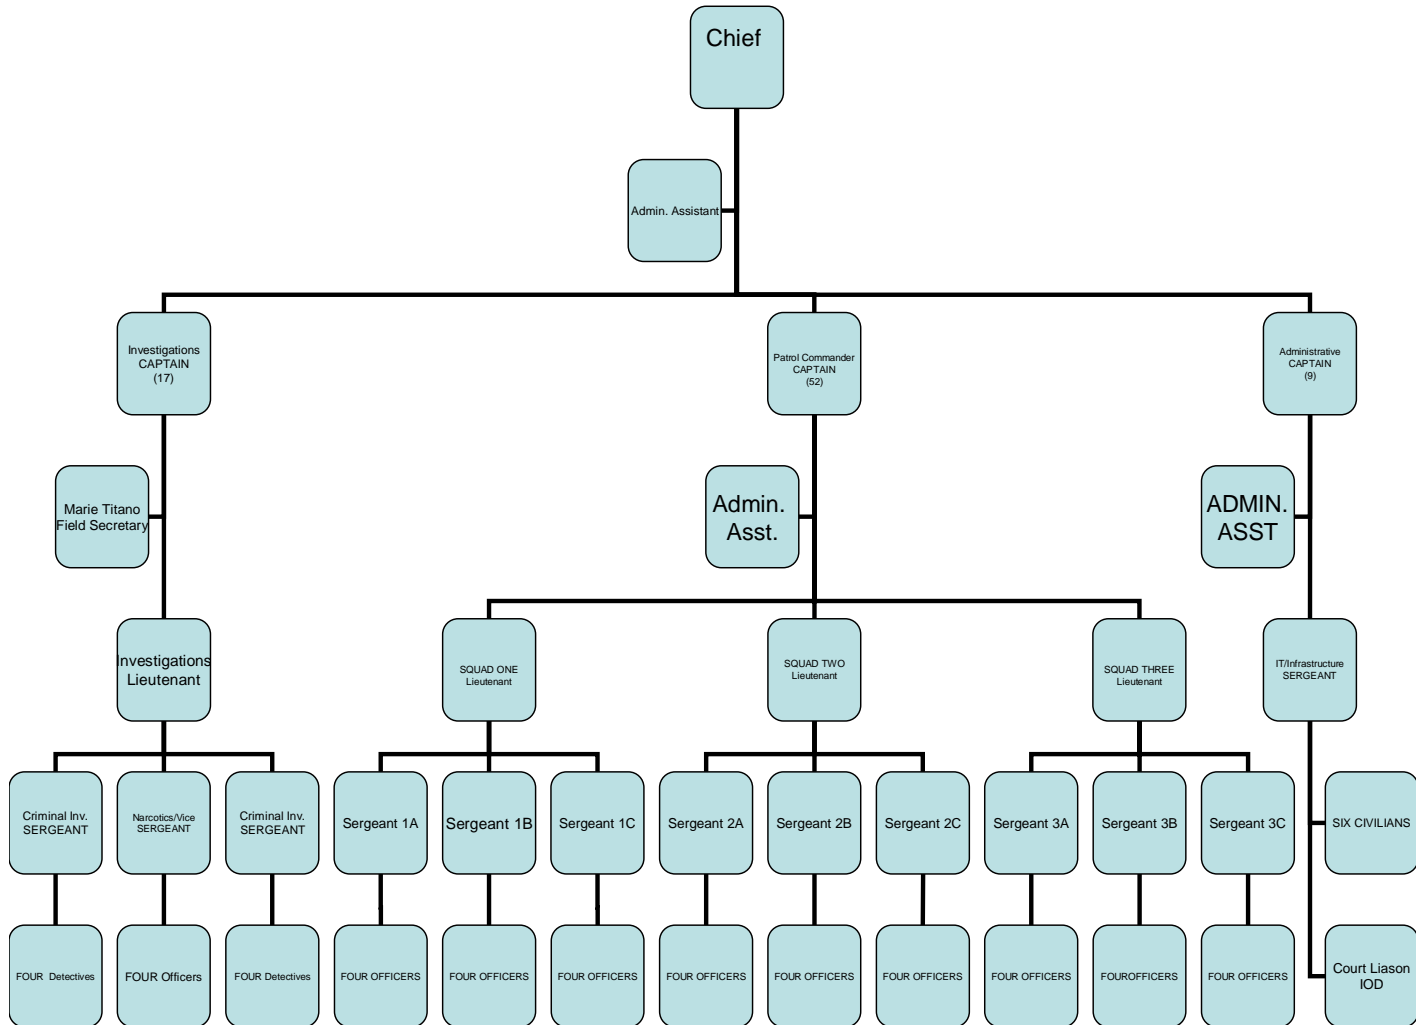 Chief
Admin. Assistant
Investigations
CAPTAIN
(17)
Patrol Commander
CAPTAIN
(52)
Administrative
CAPTAIN
(9)
Marie Titano
Field Secretary
Admin.
Asst.
ADMIN.
ASST
Investigations
Lieutenant
SQUAD ONE
Lieutenant
SQUAD TWO
Lieutenant
SQUAD THREE
Lieutenant
IT/Infrastructure
SERGEANT
Criminal Inv.
SERGEANT
Narcotics/Vice
SERGEANT
Criminal Inv.
SERGEANT
Sergeant 1A
Sergeant 1B
Sergeant 1C
Sergeant 2A
Sergeant 2B
Sergeant 2C
Sergeant 3A
Sergeant 3B
Sergeant 3C
SIX CIVILIANS
FOUR Detectives
FOUR Officers
FOUR Detectives
FOUR OFFICERS
FOUR OFFICERS
FOUR OFFICERS
FOUR OFFICERS
FOUR OFFICERS
FOUR OFFICERS
FOUR OFFICERS
FOUROFFICERS
FOUR OFFICERS
Court Liason
IOD